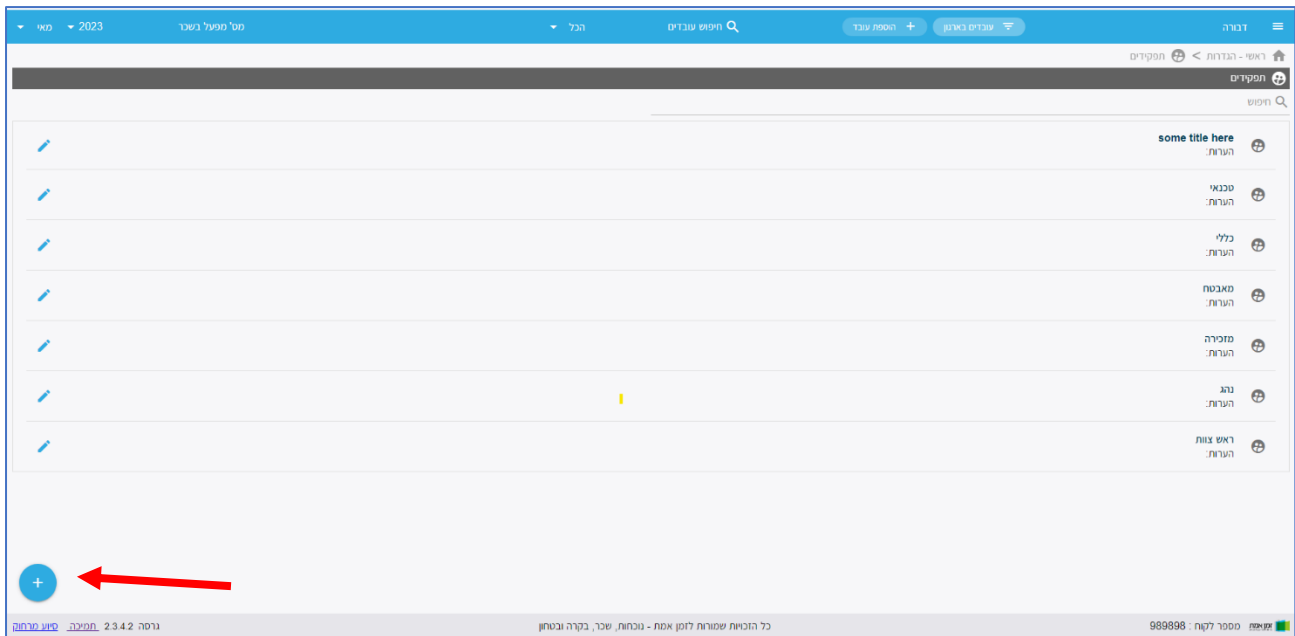 דבורה עובדים בארגון הוספת עובד חיפוש עובדים הכל מס' מפעל בשכר 2023 מאי
ראשי - הגדרות > תפקידים
תפקידים
חיפוש
some title here
הערות:
טכנאי
הערות:
כללי
הערות:
מאבטח
הערות:
מזכירה
הערות:
נהג
הערות:
ראש צוות
הערות:
זמן אמת מספר לקוח : 989898 כל הזכויות שמורות לזמן אמת - נוכחות, שכר, בקרה ובטחון גרסה 2.3.4.2 תמיכה סיוע מרחוק